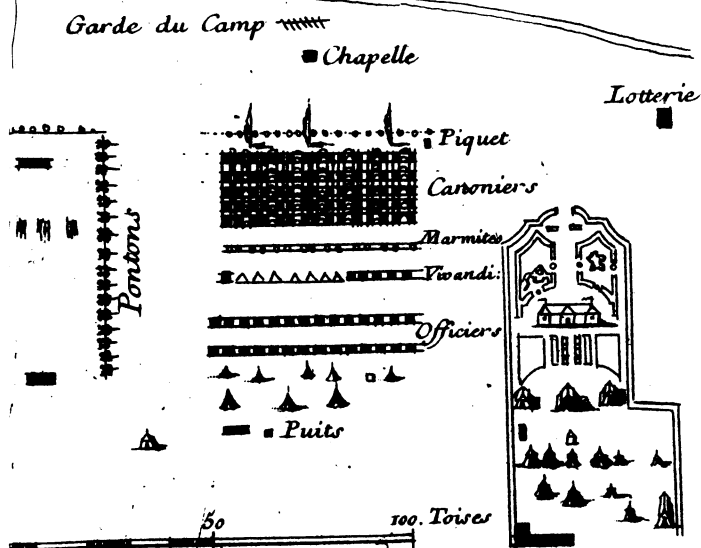 Garde du Camp
Chapelle
Lotterie
Piquet
Canoniers
Marmites
Vivandi:
Officiers
Pontons
Puits
50
100. Toises